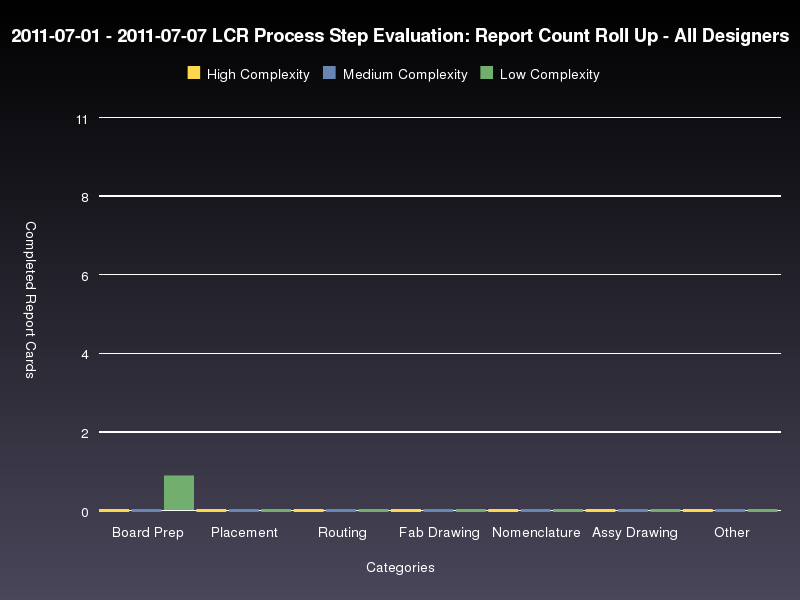 2011-07-01 - 2011-07-07 LCR Process Step Evaluation: Report Count Roll Up - All Designers
High Complexity Medium Complexity Low Complexity
11
8
6
4
2
0
Completed Report Cards
Board Prep Placement Routing Fab Drawing Nomenclature Assy Drawing Other
Categories